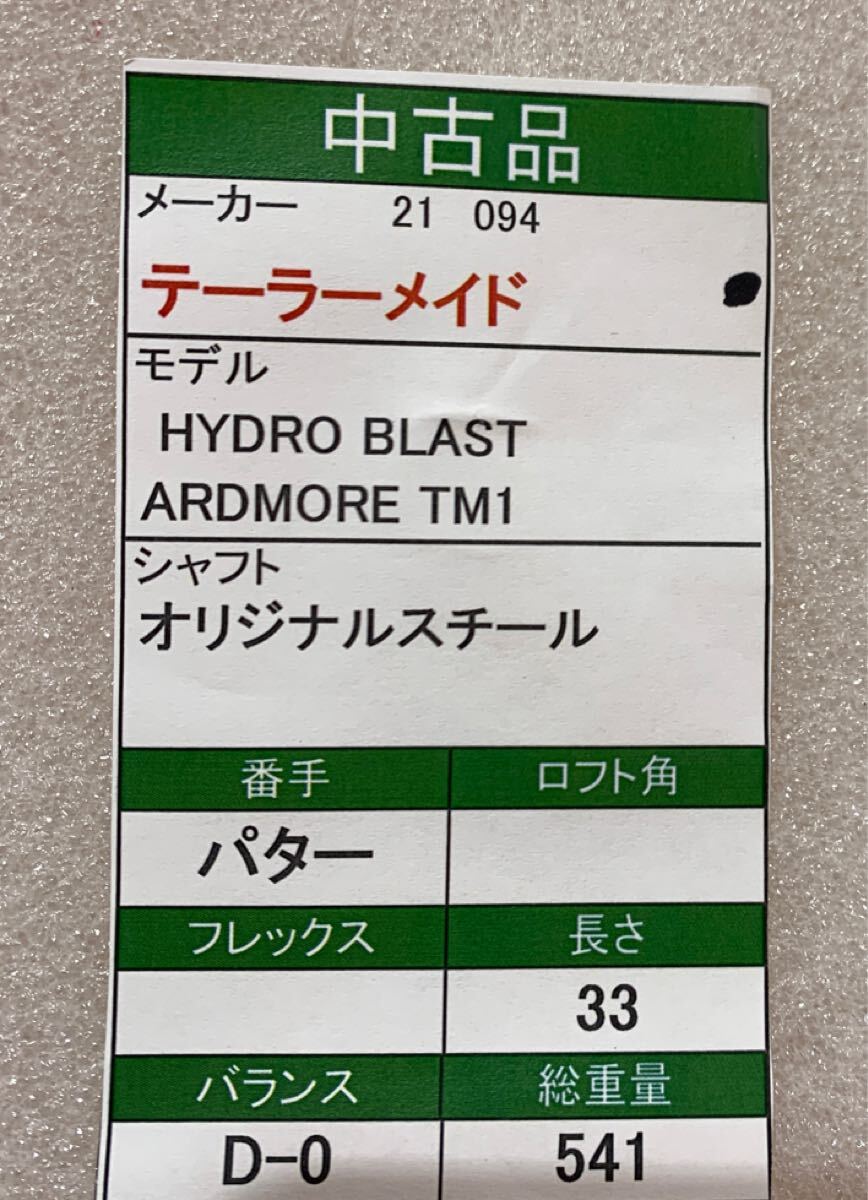 中古品
メーカー 21 094
テーラーメイド
モデル
HYDRO BLAST
ARDMORE TM1
シャフト
オリジナルスチール
番手 ロフト角
パター
フレックス 長さ
33
バランス 総重量
D-0 541